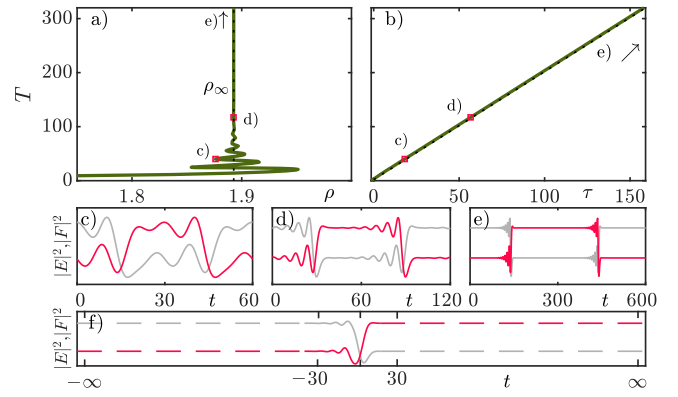 a) e)↑ b)
300 e) ↗
T 200 ρ∞ d)
100 d)
c) c)
0
1.8 1.9 ρ 0 50 100 τ 150
|E|²,|F|² c) d) e)
0 30 t 60 0 60 t 120 0 300 t 600
|E|²,|F|² f)
−∞ −30 30 t ∞